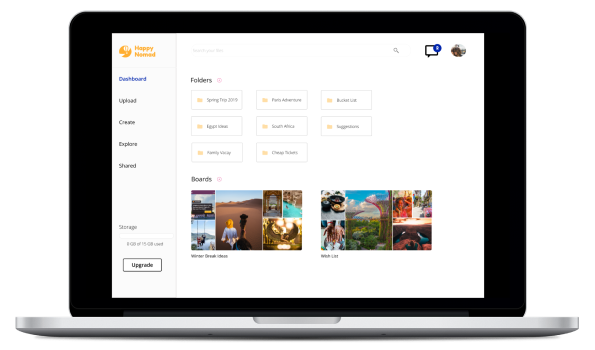 Happy
Nomad
Search your files
0
Dashboard
Upload
Create
Explore
Shared
Storage
0 GB of 15 GB used
Upgrade
Folders
Spring Trip 2019
Paris Adventure
Bucket List
Egypt Ideas
South Africa
Suggestions
Family Vacay
Cheap Tickets
Boards
Winter Break Ideas
Wish List